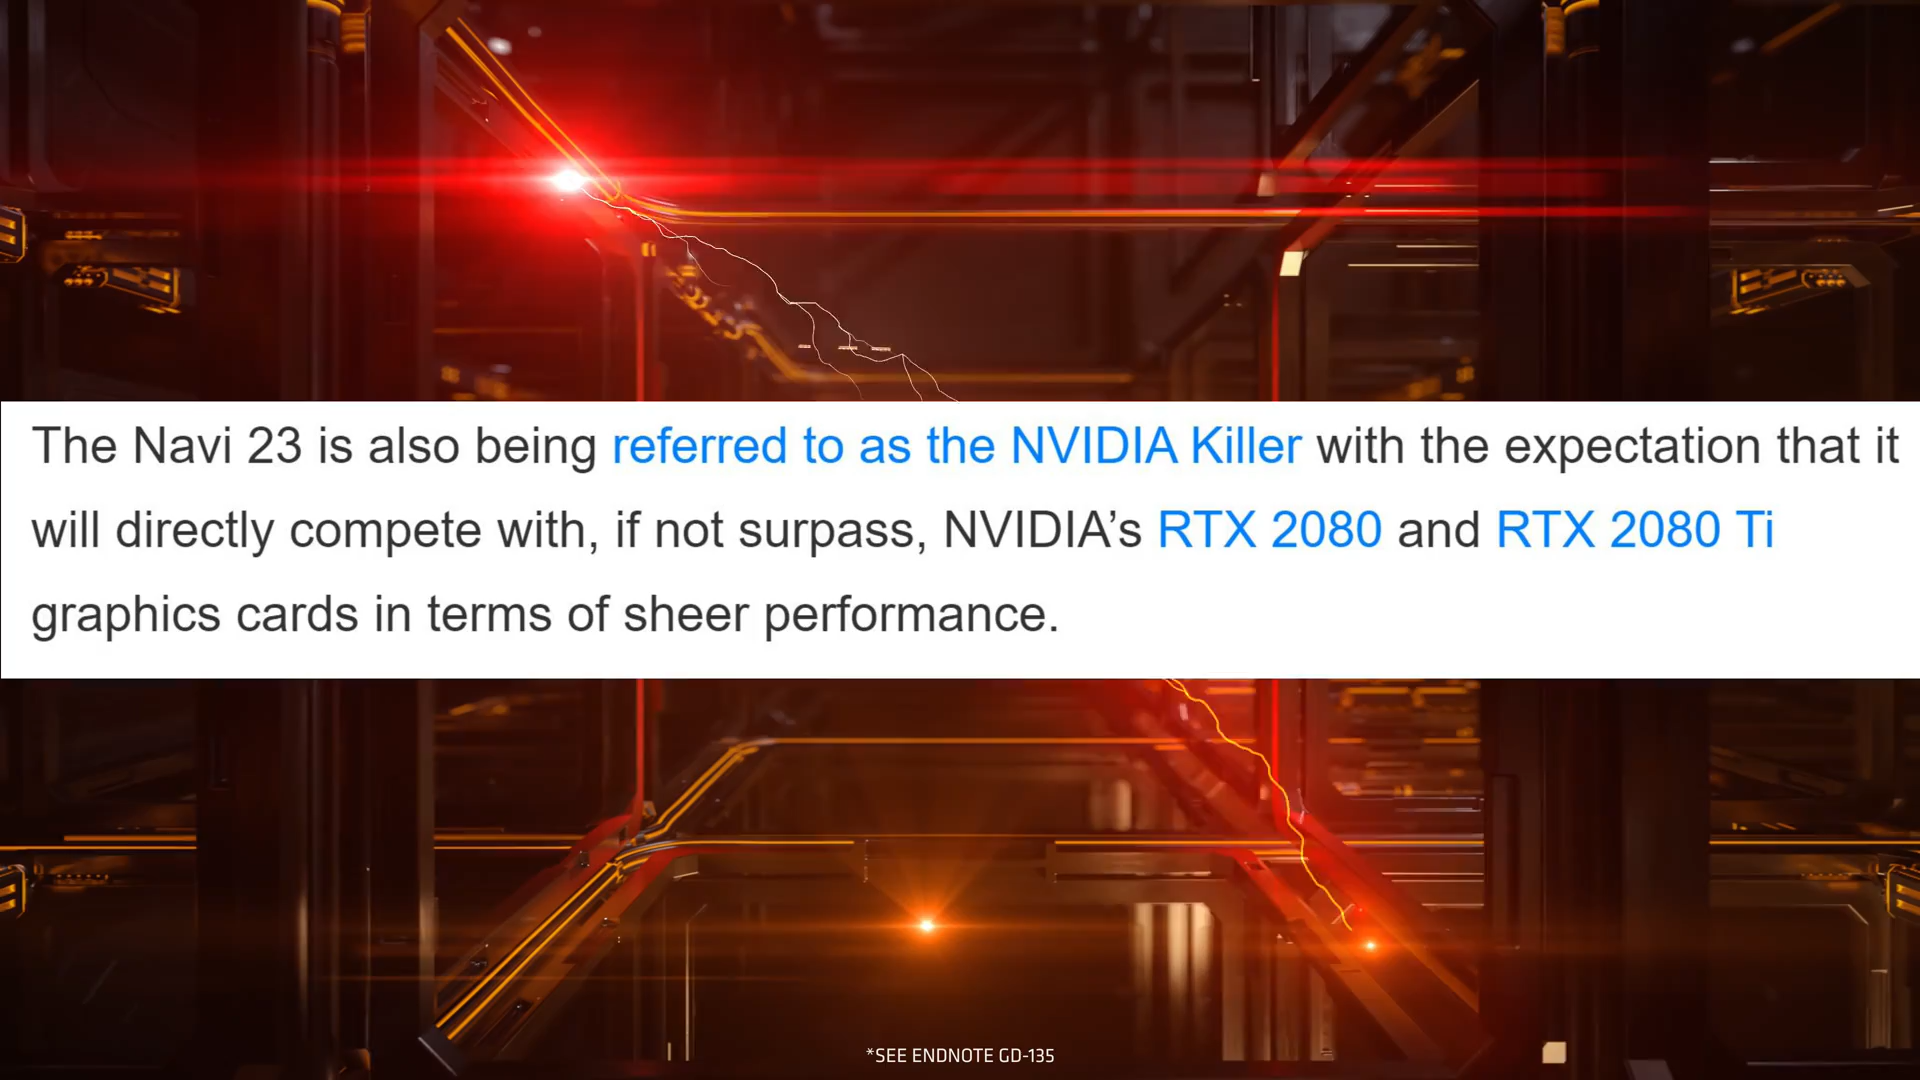 The Navi 23 is also being referred to as the NVIDIA Killer with the expectation that it
will directly compete with, if not surpass, NVIDIA’s RTX 2080 and RTX 2080 Ti
graphics cards in terms of sheer performance.
*SEE ENDNOTE GD-135